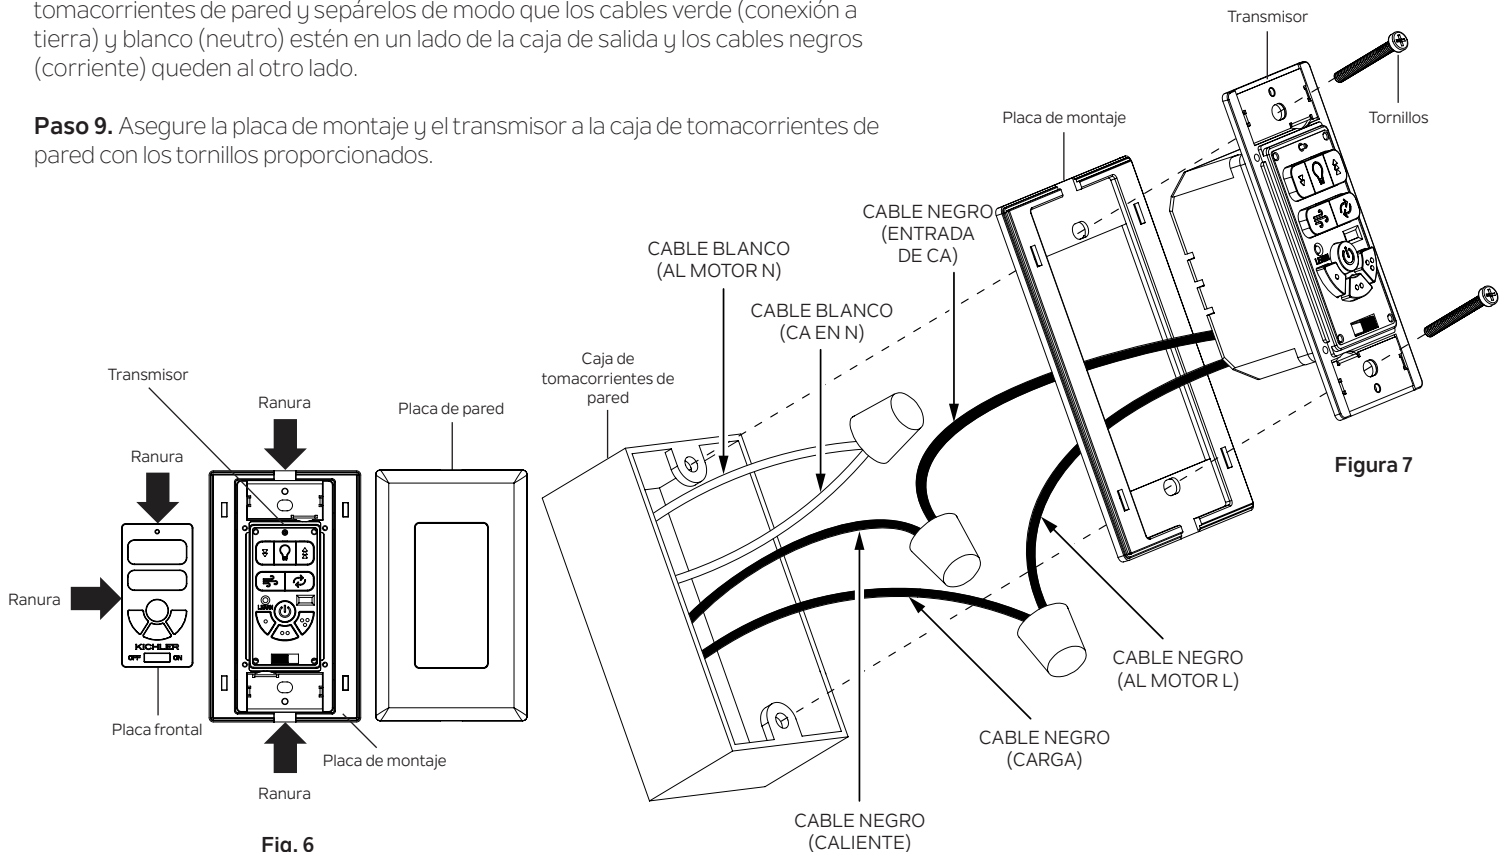 tomacorrientes de pared y sepárelos de modo que los cables verde (conexión a
tierra) y blanco (neutro) estén en un lado de la caja de salida y los cables negros
(corriente) queden al otro lado.
Paso 9. Asegure la placa de montaje y el transmisor a la caja de tomacorrientes de
pared con los tornillos proporcionados.
Transmisor
Tornillos
Placa de montaje
CABLE NEGRO
(ENTRADA
DE CA)
CABLE BLANCO
(AL MOTOR N)
CABLE BLANCO
(CA EN N)
Caja de
tomacorrientes de
pared
LEARN
Figura 7
CABLE NEGRO
(AL MOTOR L)
CABLE NEGRO
(CARGA)
CABLE NEGRO
(CALIENTE)
Transmisor
Ranura
Placa de pared
Ranura
Ranura
LEARN
KICHLER
OFF
ON
Placa frontal
Placa de montaje
Ranura
Fig. 6